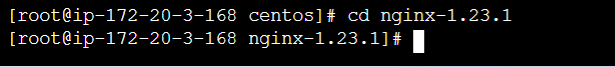 [root@ip-172-20-3-168 centos]# cd nginx-1.23.1
[root@ip-172-20-3-168 nginx-1.23.1]#